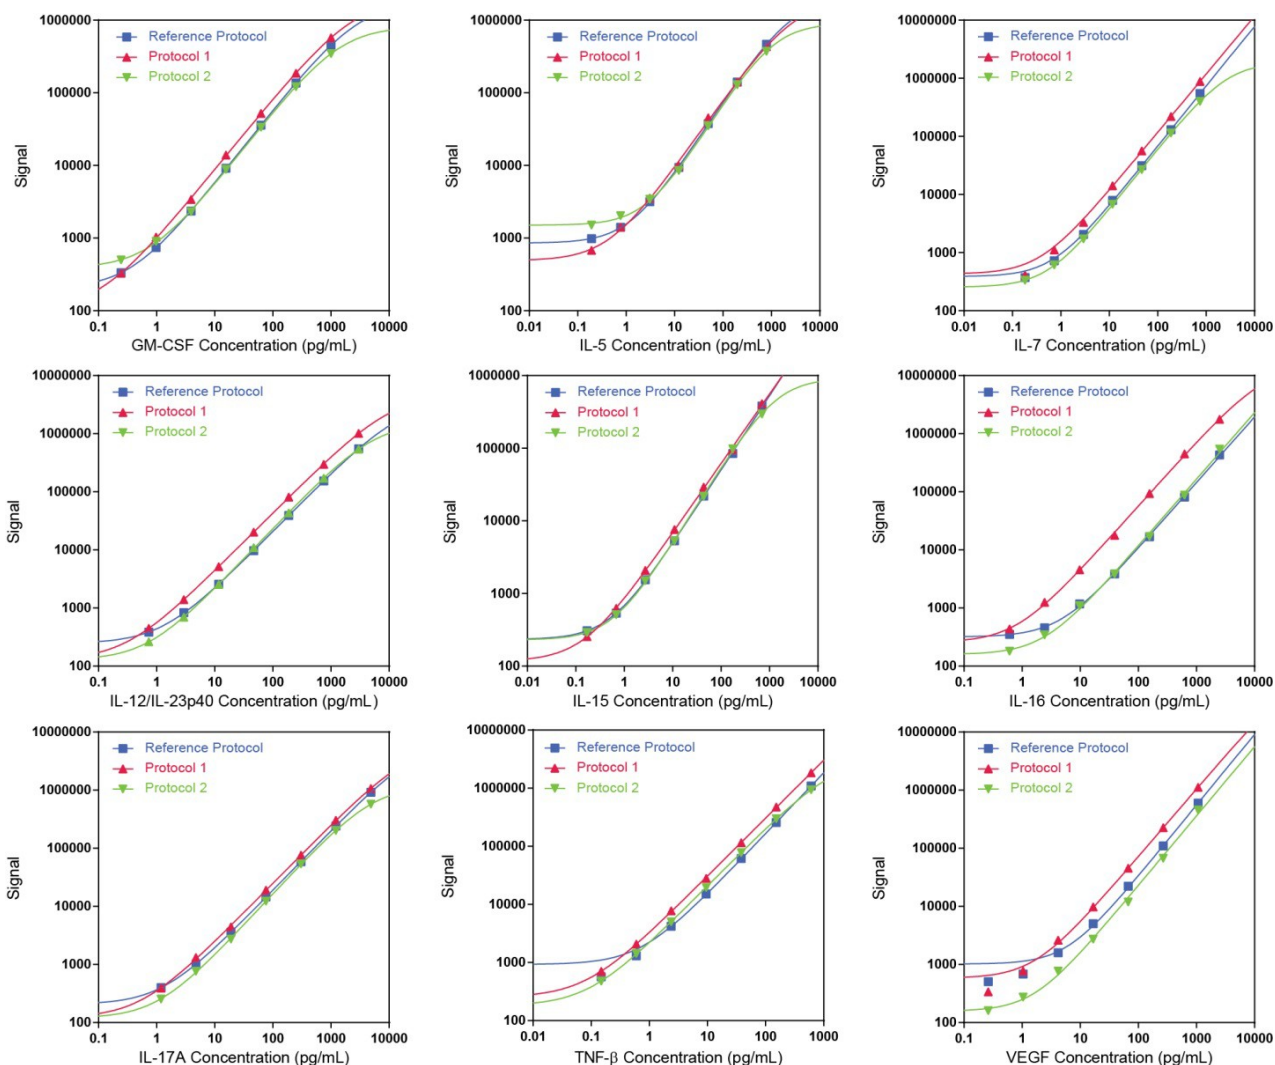 1000000
100000
10000
1000
100
Signal
Reference Protocol
Protocol 1
Protocol 2
0.1 1 10 100 1000 10000
GM-CSF Concentration (pg/mL)
1000000
100000
10000
1000
100
Signal
Reference Protocol
Protocol 1
Protocol 2
0.01 0.1 1 10 100 1000 10000
IL-5 Concentration (pg/mL)
10000000
1000000
100000
10000
1000
100
Signal
Reference Protocol
Protocol 1
Protocol 2
0.01 0.1 1 10 100 1000 10000
IL-7 Concentration (pg/mL)
10000000
1000000
100000
10000
1000
100
Signal
Reference Protocol
Protocol 1
Protocol 2
0.1 1 10 100 1000 10000
IL-12/IL-23p40 Concentration (pg/mL)
1000000
100000
10000
1000
100
Signal
Reference Protocol
Protocol 1
Protocol 2
0.01 0.1 1 10 100 1000 10000
IL-15 Concentration (pg/mL)
10000000
1000000
100000
10000
1000
100
Signal
Reference Protocol
Protocol 1
Protocol 2
0.1 1 10 100 1000 10000
IL-16 Concentration (pg/mL)
10000000
1000000
100000
10000
1000
100
Signal
Reference Protocol
Protocol 1
Protocol 2
0.1 1 10 100 1000 10000
IL-17A Concentration (pg/mL)
10000000
1000000
100000
10000
1000
100
Signal
Reference Protocol
Protocol 1
Protocol 2
0.01 0.1 1 10 100 1000
TNF-β Concentration (pg/mL)
10000000
1000000
100000
10000
1000
100
Signal
Reference Protocol
Protocol 1
Protocol 2
0.1 1 10 100 1000 10000
VEGF Concentration (pg/mL)